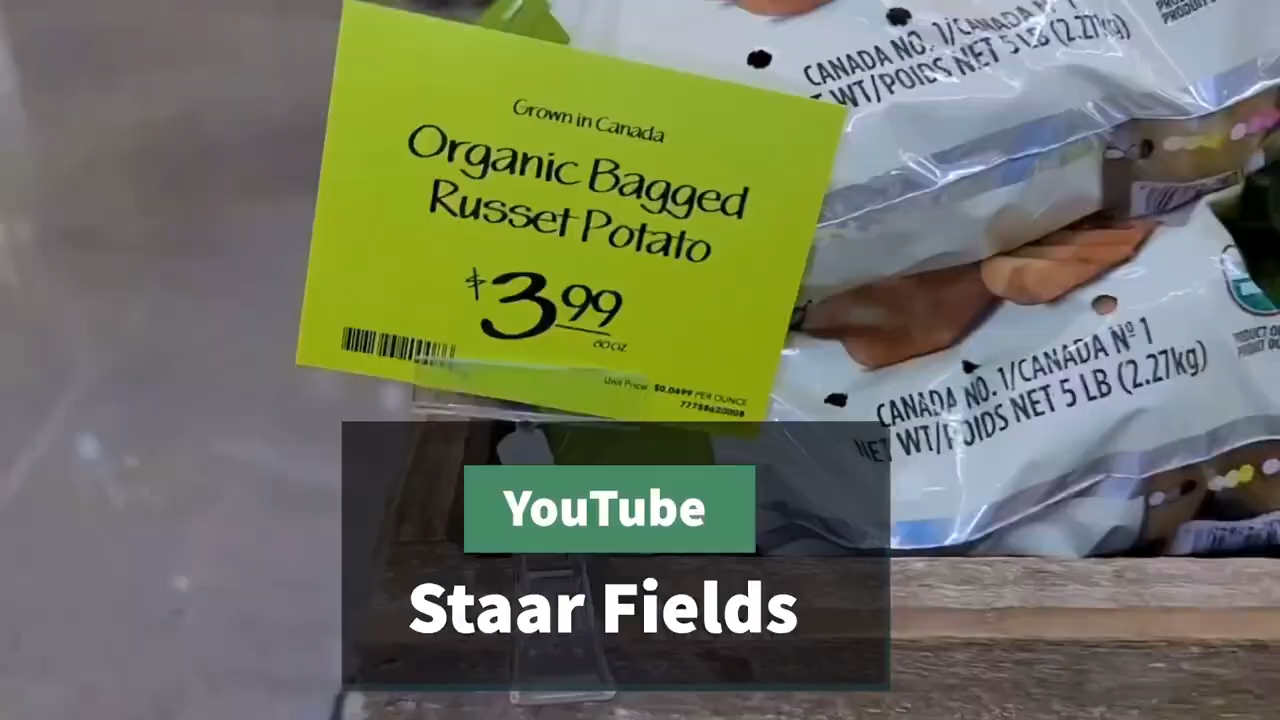 Grown in Canada
Organic Bagged
Russet Potato
$3.99
80 OZ
Unit Price: $0.0499 PER OUNCE
77758620008
CANADA NO. 1/CANADA Nº 1
WT/POIDS NET 5 LB (2.27kg)
CANADA NO. 1/CANADA Nº 1
NET WT/POIDS NET 5 LB (2.27kg)
YouTube
Staar Fields